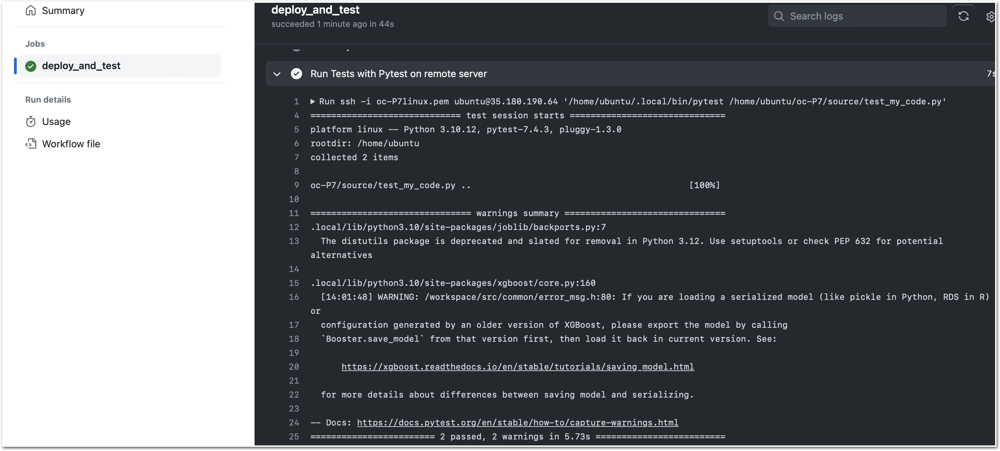 Summary
Jobs
deploy_and_test
Run details
Usage
Workflow file
deploy_and_test
succeeded 1 minute ago in 44s
Search logs
Run Tests with Pytest on remote server 7s
1 Run ssh -i oc-P7linux.pem ubuntu@35.180.190.64 '/home/ubuntu/.local/bin/pytest /home/ubuntu/oc-P7/source/test_my_code.py'
4 ============================= test session starts ==============================
5 platform linux -- Python 3.10.12, pytest-7.4.3, pluggy-1.3.0
6 rootdir: /home/ubuntu
7 collected 2 items
8
9 oc-P7/source/test_my_code.py .. [100%]
10
11 =============================== warnings summary ===============================
12 .local/lib/python3.10/site-packages/joblib/backports.py:7
13 The distutils package is deprecated and slated for removal in Python 3.12. Use setuptools or check PEP 632 for potential
alternatives
14
15 .local/lib/python3.10/site-packages/xgboost/core.py:160
16 [14:01:48] WARNING: /workspace/src/common/error_msg.h:80: If you are loading a serialized model (like pickle in Python, RDS in R)
or
17 configuration generated by an older version of XGBoost, please export the model by calling
18 `Booster.save_model` from that version first, then load it back in current version. See:
19
20 https://xgboost.readthedocs.io/en/stable/tutorials/saving_model.html
21
22 for more details about differences between saving model and serializing.
23
24 -- Docs: https://docs.pytest.org/en/stable/how-to/capture-warnings.html
25 ======================== 2 passed, 2 warnings in 5.73s =========================